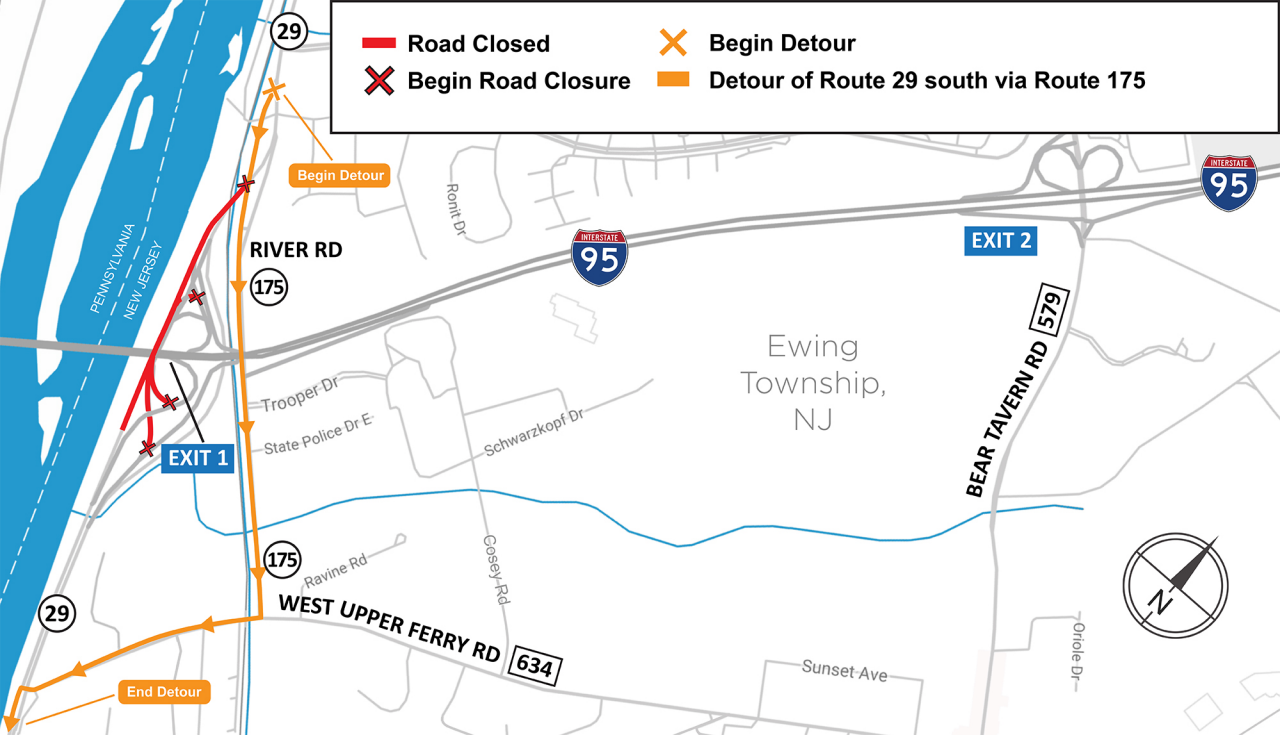 29
Road Closed
Begin Detour
Begin Road Closure
Detour of Route 29 south via Route 175
Begin Detour
INTERSTATE
95
Ronit Dr
PENNSYLVANIA
NEW JERSEY
RIVER RD
175
INTERSTATE
95
EXIT 2
579
BEAR TAVERN RD
Ewing
Township,
NJ
Trooper Dr
State Police Dr E
Schwarzkopf Dr
EXIT 1
175
Ravine Rd
Cosey Rd
29
WEST UPPER FERRY RD
634
N
Oriole Dr
Sunset Ave
End Detour